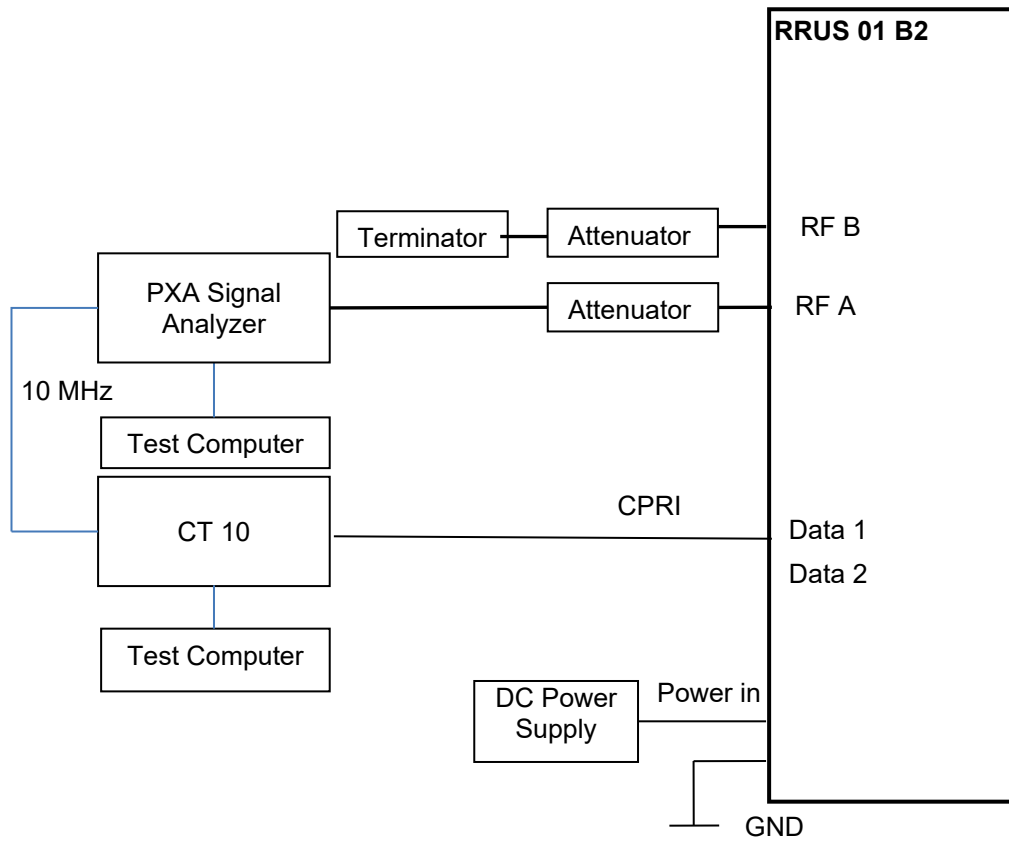 RRUS 01 B2
RF B
Terminator
Attenuator
PXA Signal
Analyzer
Attenuator
RF A
10 MHz
Test Computer
CPRI
CT 10
Data 1
Data 2
Test Computer
DC Power
Supply
Power in
GND